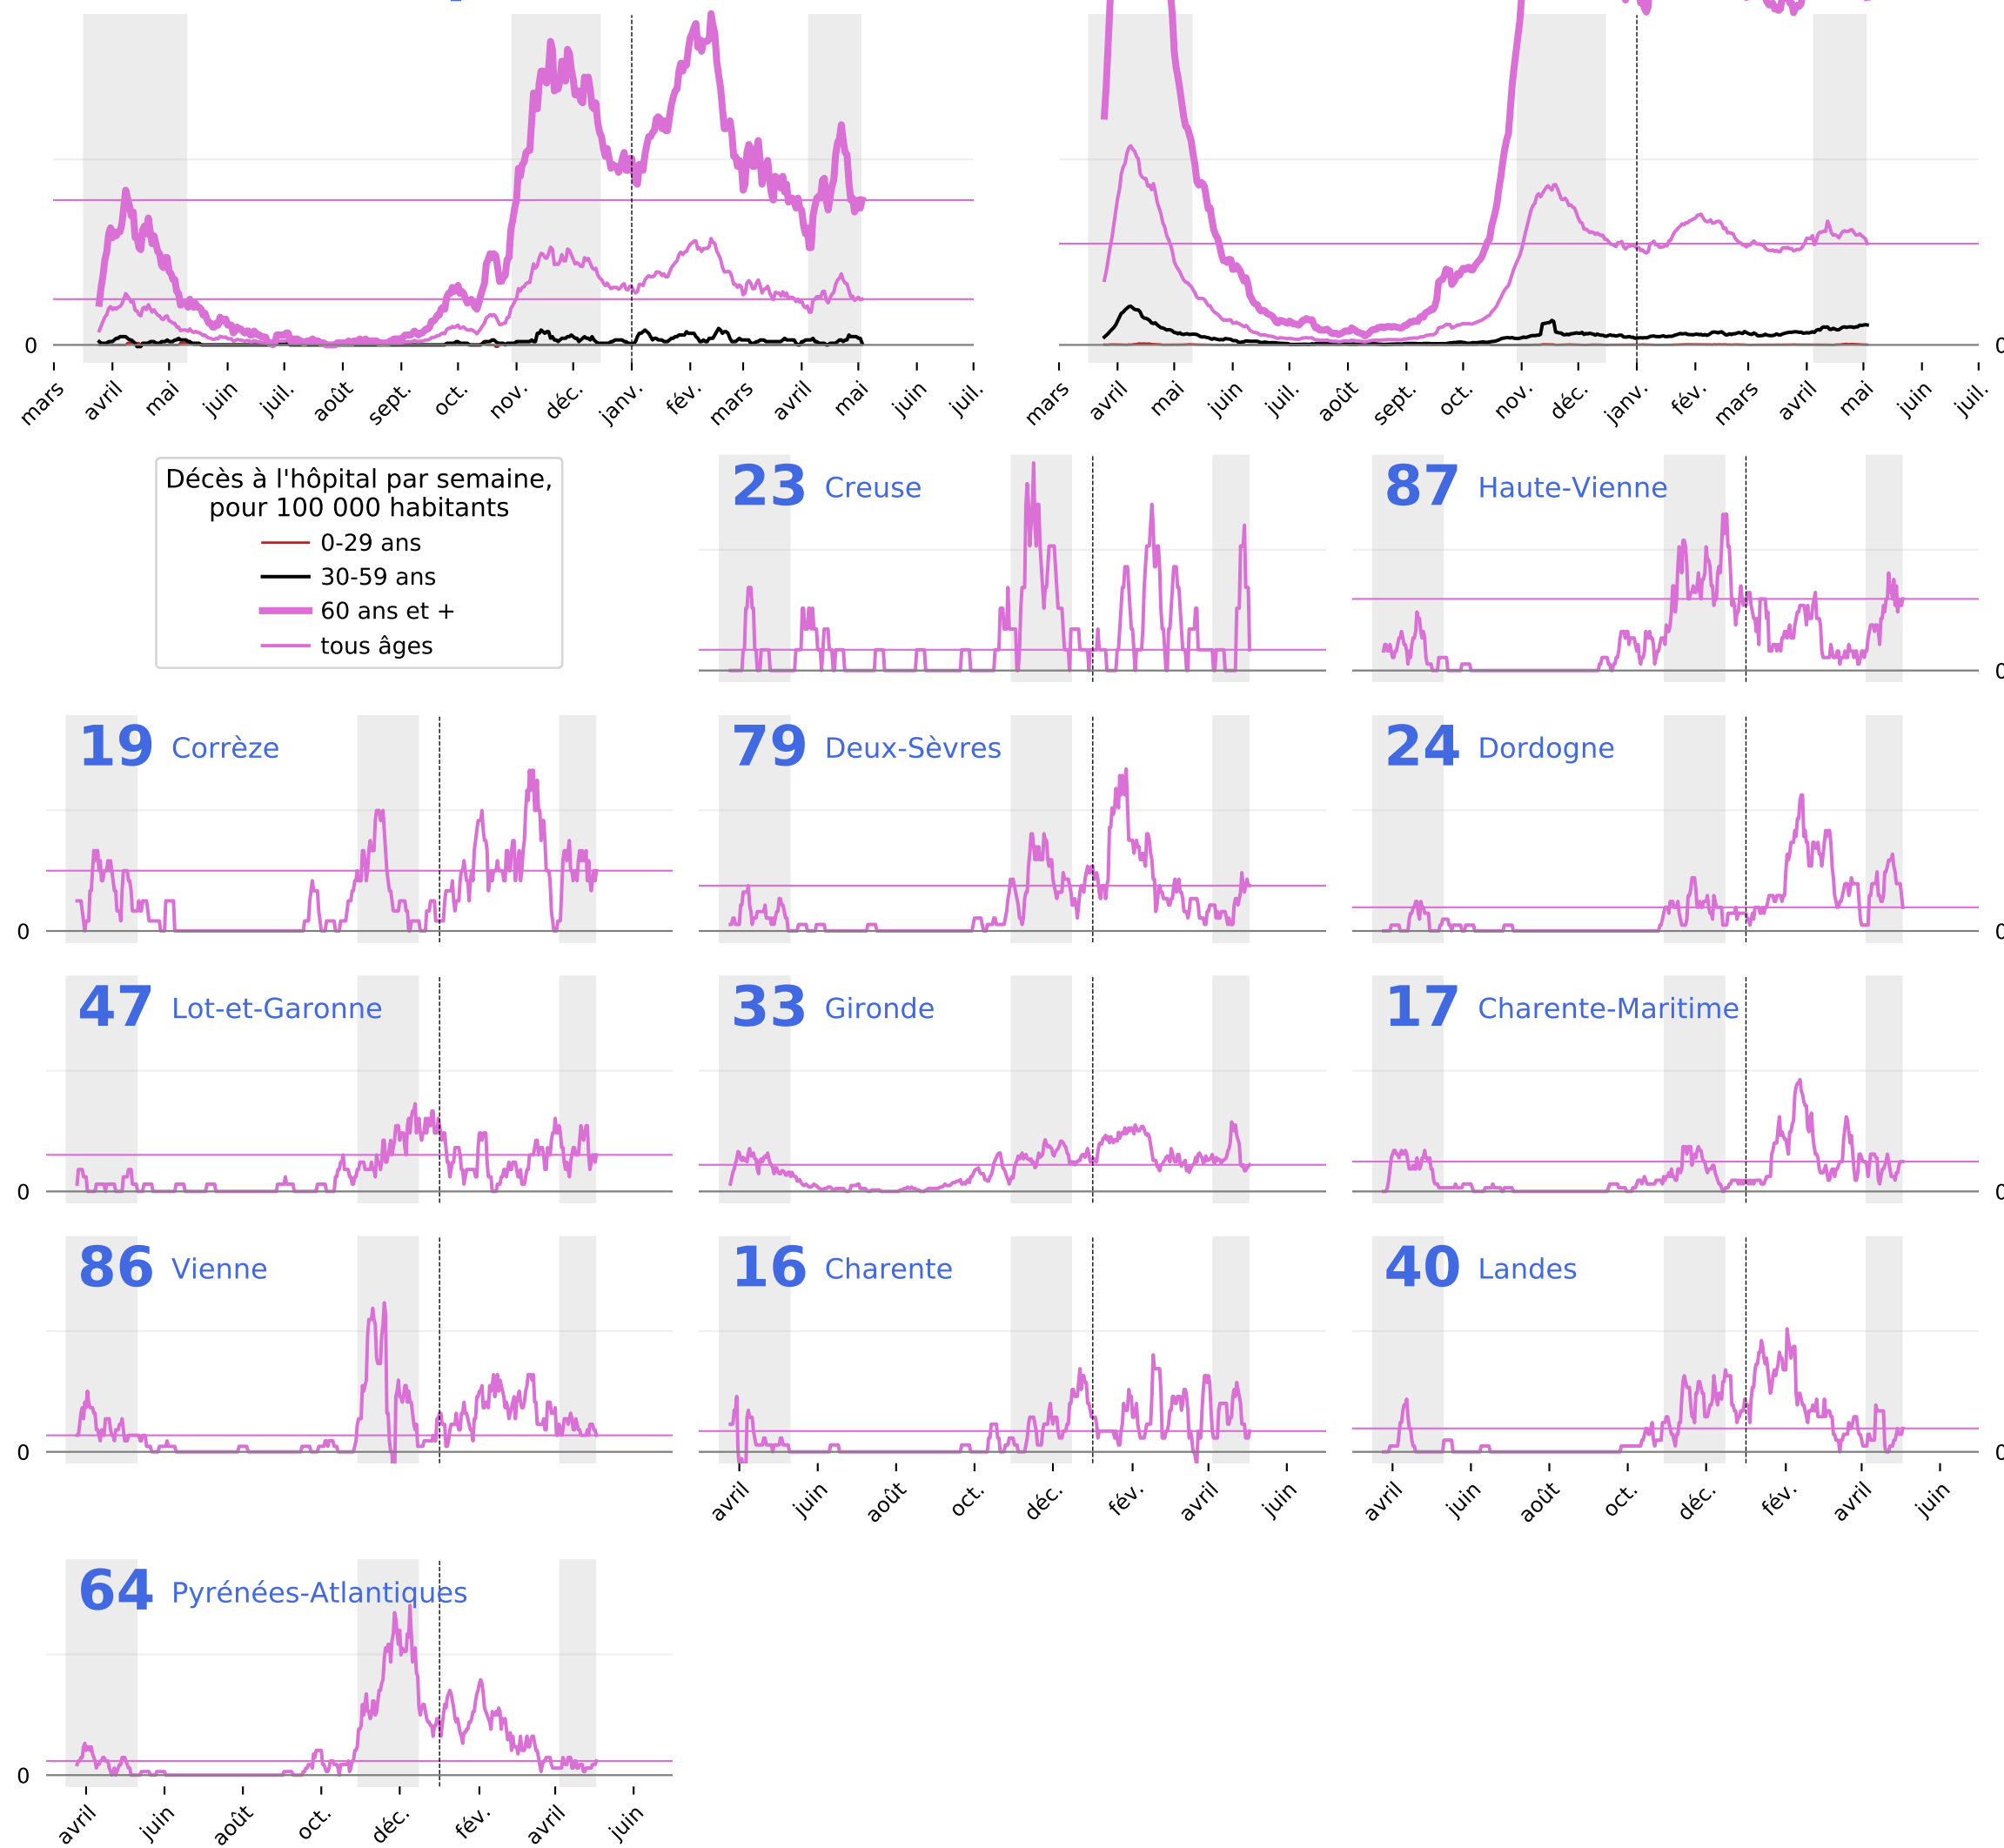 0
mars avril mai juin juil. août sept. oct. nov. déc. janv. fév. mars avril mai juin juil.
0
mars avril mai juin juil. août sept. oct. nov. déc. janv. fév. mars avril mai juin juil.
Décès à l'hôpital par semaine,
pour 100 000 habitants
0-29 ans
30-59 ans
60 ans et +
tous âges
23 Creuse
87 Haute-Vienne
0
19 Corrèze
0
79 Deux-Sèvres
24 Dordogne
0
47 Lot-et-Garonne
0
33 Gironde
17 Charente-Maritime
0
86 Vienne
0
16 Charente
avril juin août oct. déc. fév. avril juin
40 Landes
0
avril juin août oct. déc. fév. avril juin
64 Pyrénées-Atlantiques
0
avril juin août oct. déc. fév. avril juin